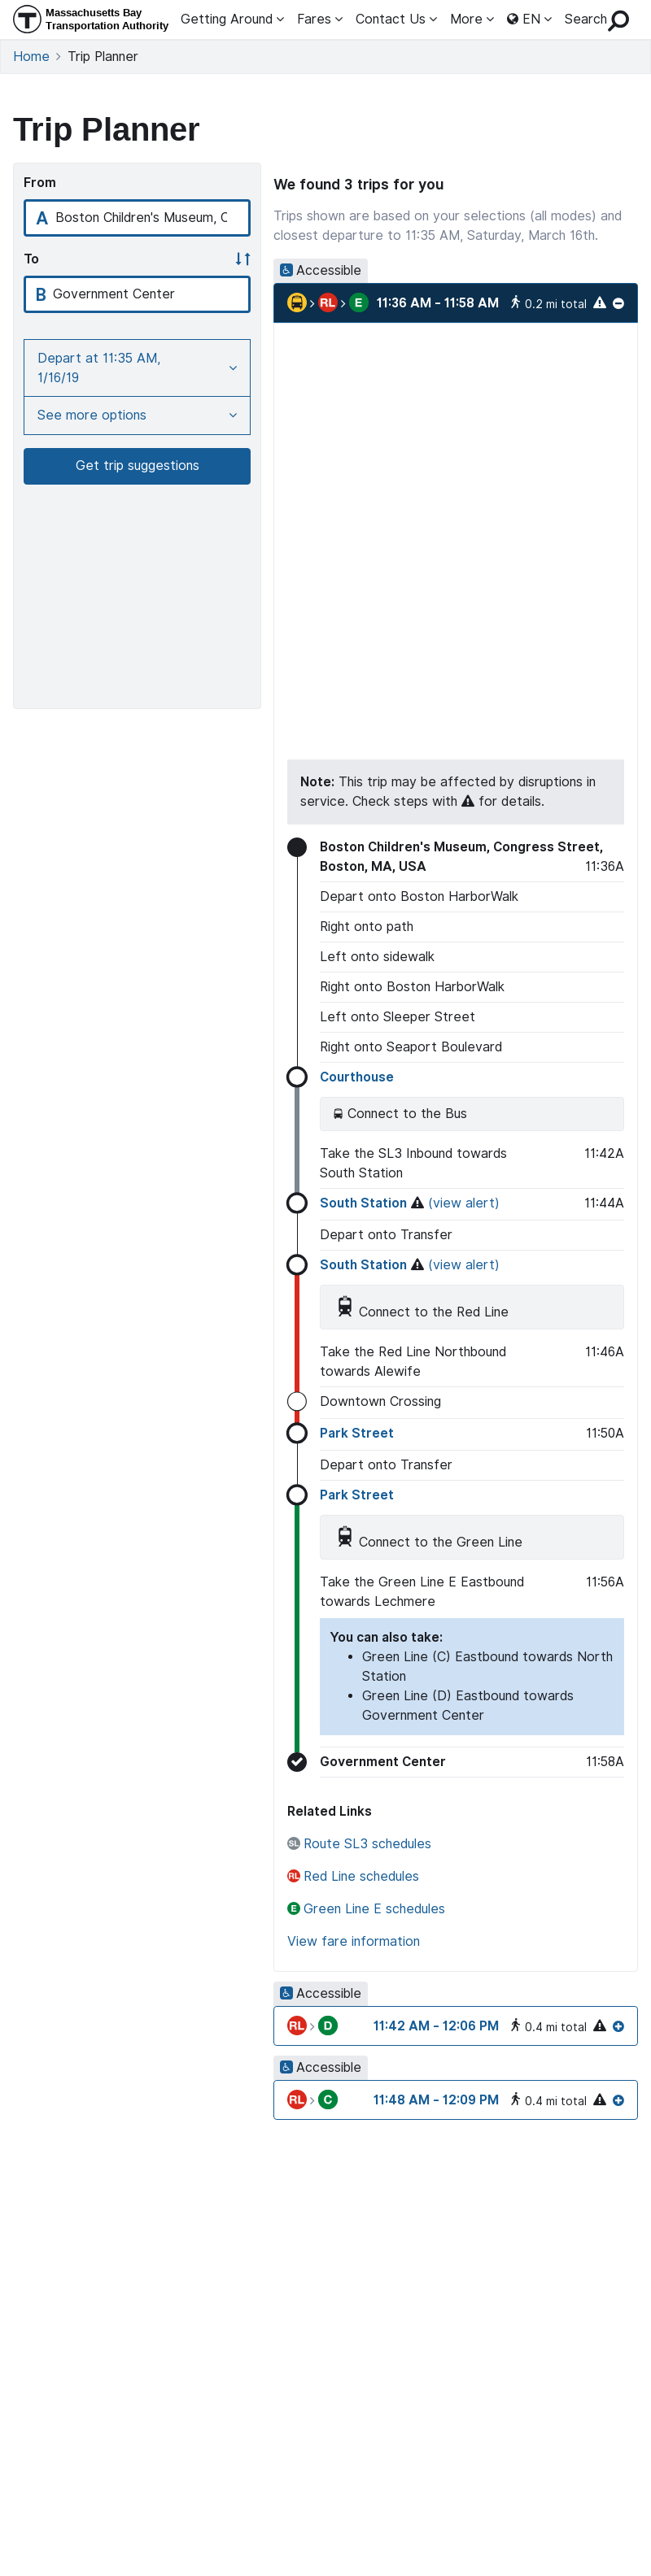 Massachusetts Bay
Transportation Authority
Getting Around
Fares
Contact Us
More
EN
Search
Home
Trip Planner
Trip Planner
From
A Boston Children's Museum, C
To
B Government Center
Depart at 11:35 AM,
1/16/19
See more options
Get trip suggestions
We found 3 trips for you
Trips shown are based on your selections (all modes) and
closest departure to 11:35 AM, Saturday, March 16th.
Accessible
RL E 11:36 AM - 11:58 AM 0.2 mi total
Note: This trip may be affected by disruptions in
service. Check steps with for details.
Boston Children's Museum, Congress Street,
Boston, MA, USA 11:36A
Depart onto Boston HarborWalk
Right onto path
Left onto sidewalk
Right onto Boston HarborWalk
Left onto Sleeper Street
Right onto Seaport Boulevard
Courthouse
Connect to the Bus
Take the SL3 Inbound towards 11:42A
South Station
South Station (view alert) 11:44A
Depart onto Transfer
South Station (view alert)
Connect to the Red Line
Take the Red Line Northbound 11:46A
towards Alewife
Downtown Crossing
Park Street 11:50A
Depart onto Transfer
Park Street
Connect to the Green Line
Take the Green Line E Eastbound 11:56A
towards Lechmere
You can also take:
• Green Line (C) Eastbound towards North
Station
• Green Line (D) Eastbound towards
Government Center
Government Center 11:58A
Related Links
SL Route SL3 schedules
RL Red Line schedules
E Green Line E schedules
View fare information
Accessible
RL D 11:42 AM - 12:06 PM 0.4 mi total
Accessible
RL C 11:48 AM - 12:09 PM 0.4 mi total